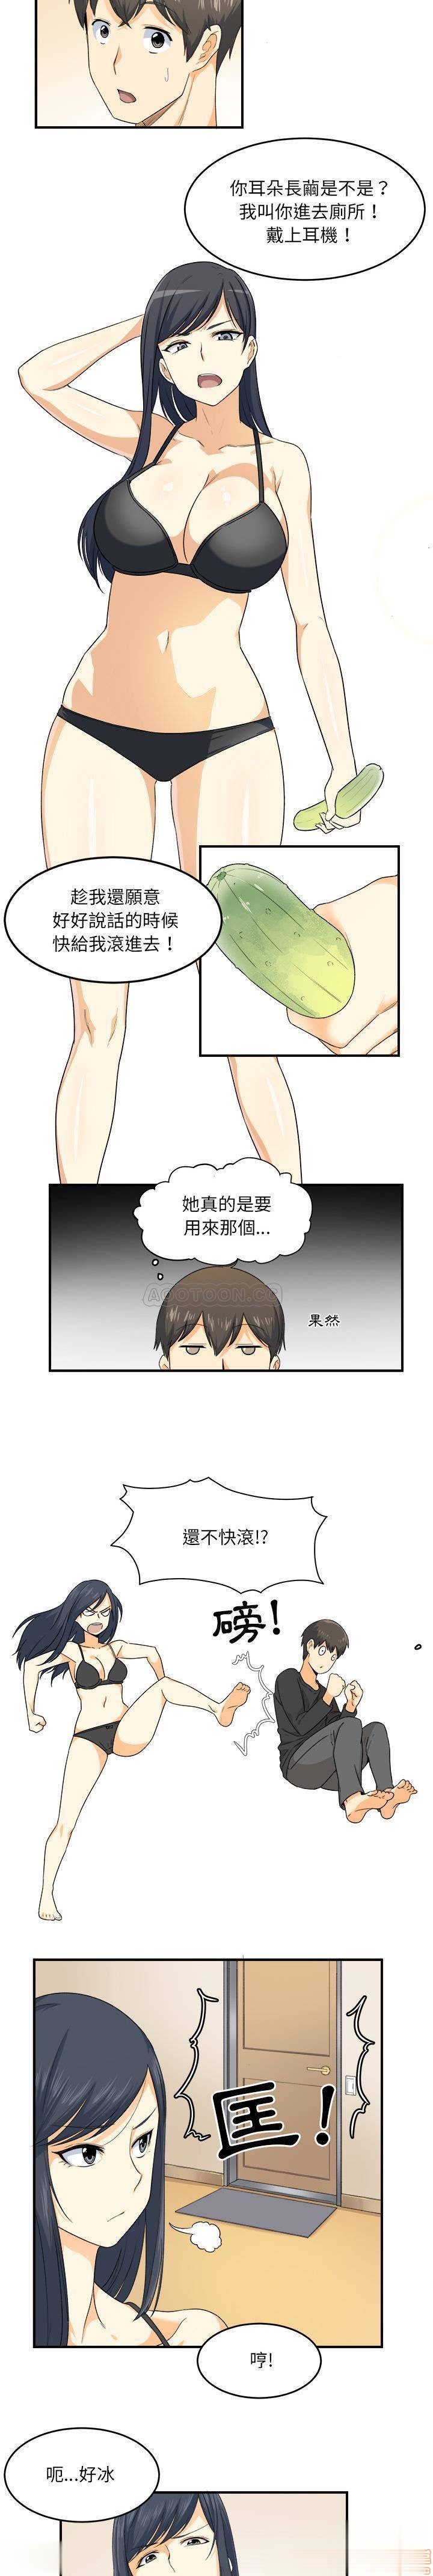 你耳朵長繭是不是？
我叫你進去廁所！
戴上耳機！
趁我還願意
好好說話的時候
快給我滾進去！
她真的是要
用來那個…
AGOTOON.CC
果然
還不快滾!?
磅!
匡!
哼!
呃…好冰